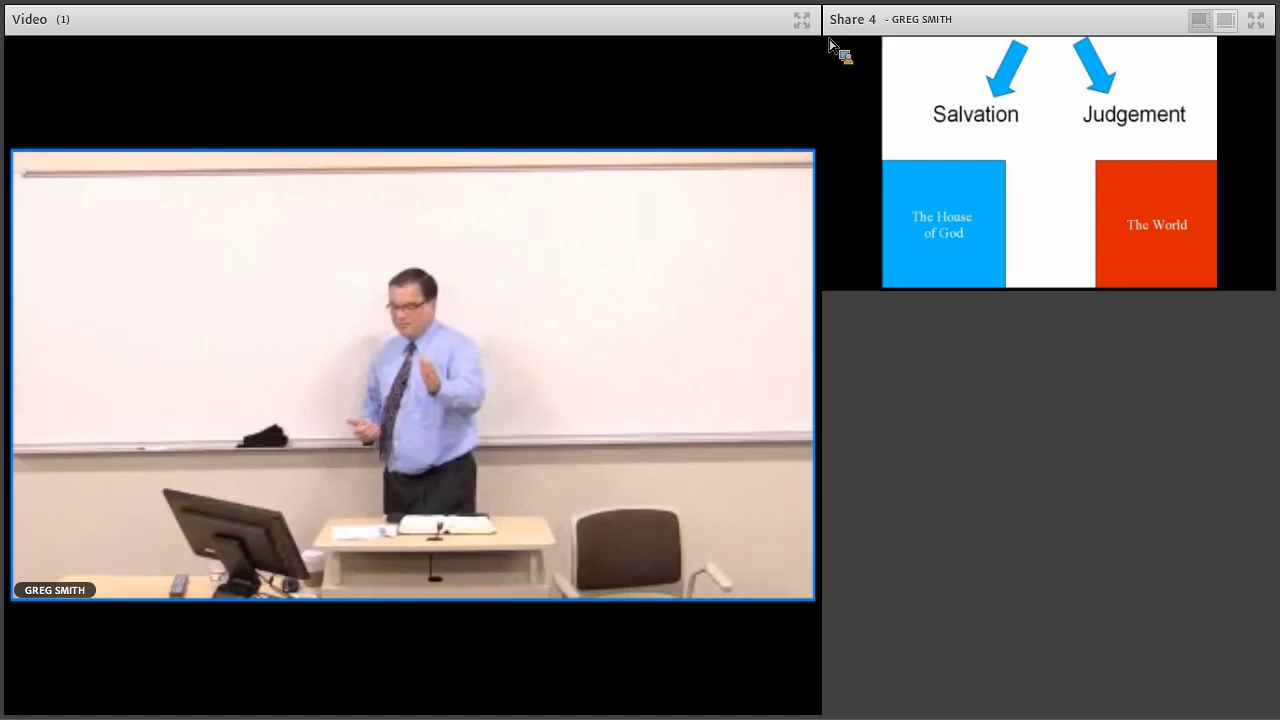 Video (1)
Share 4 - GREG SMITH
Salvation
Judgement
The House
of God
The World
GREG SMITH